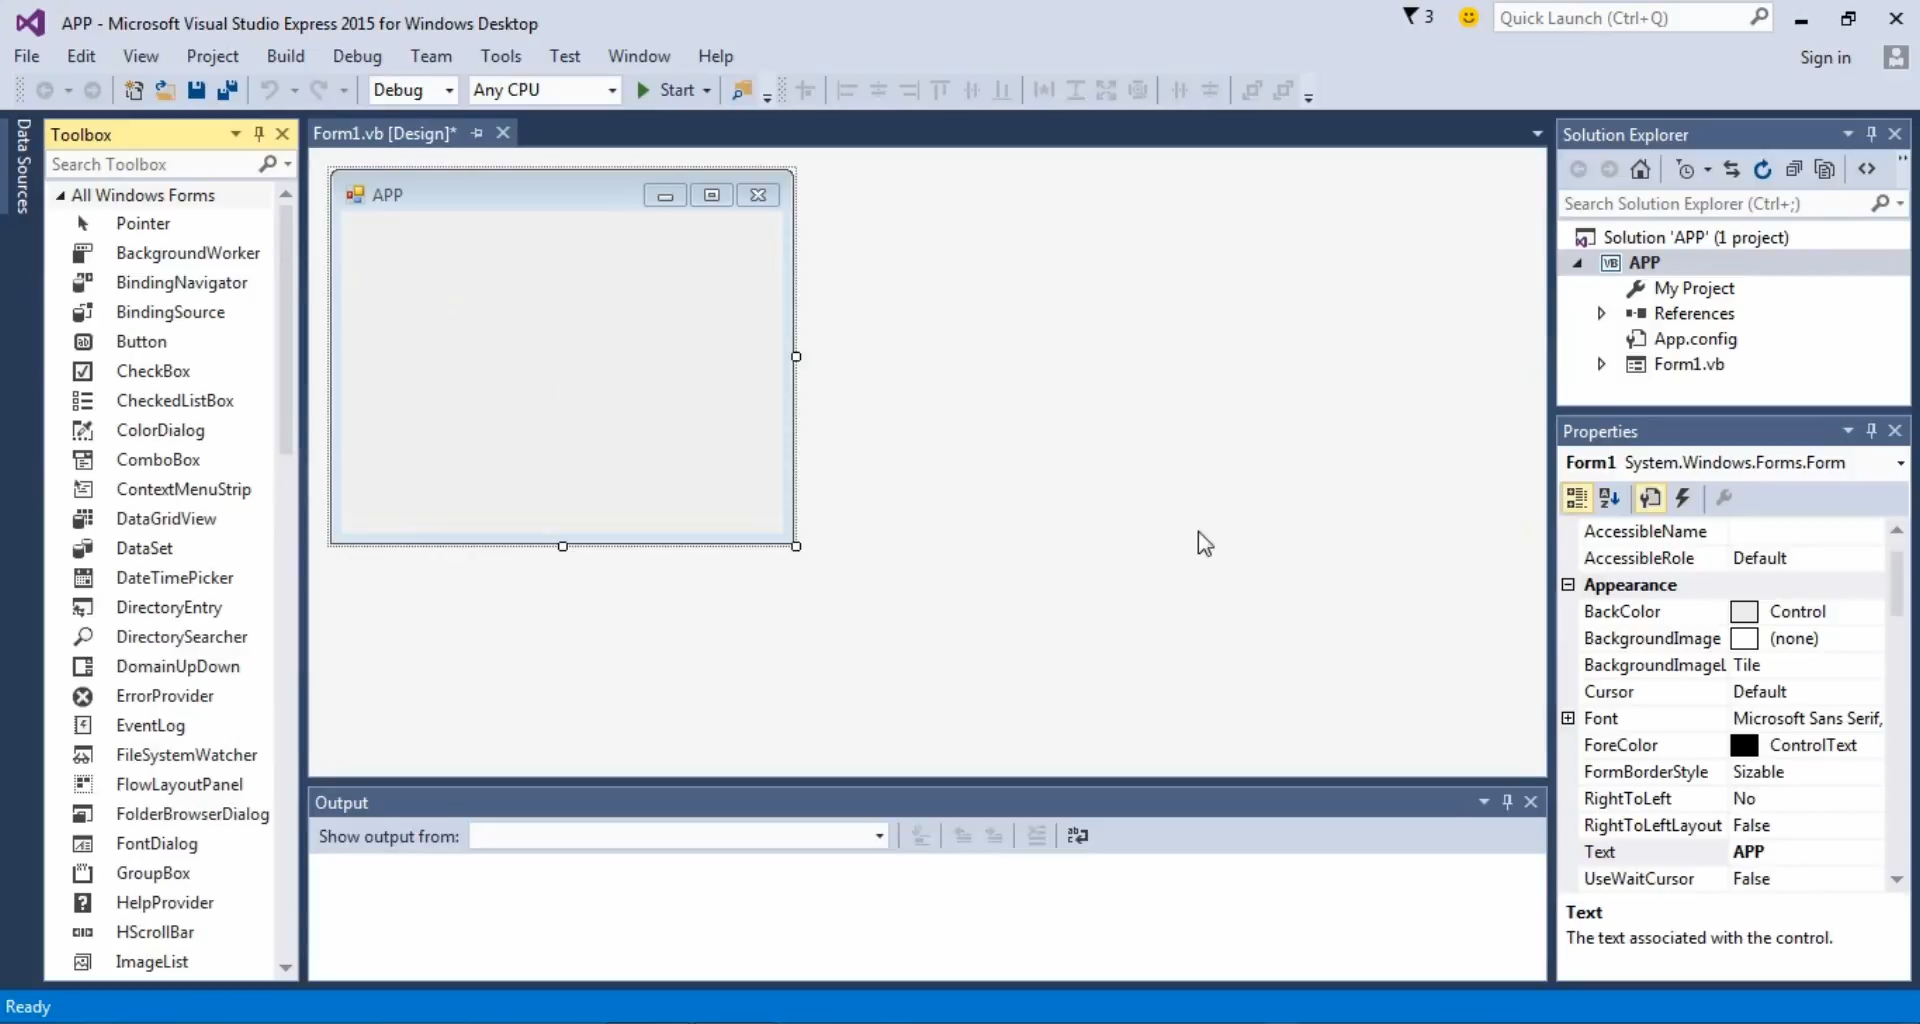 APP - Microsoft Visual Studio Express 2015 for Windows Desktop
3
Quick Launch (Ctrl+Q)
File Edit View Project Build Debug Team Tools Test Window Help
Sign in
Debug Any CPU Start
Data Sources
Toolbox
Search Toolbox
All Windows Forms
Pointer
BackgroundWorker
BindingNavigator
BindingSource
Button
CheckBox
CheckedListBox
ColorDialog
ComboBox
ContextMenuStrip
DataGridView
DataSet
DateTimePicker
DirectoryEntry
DirectorySearcher
DomainUpDown
ErrorProvider
EventLog
FileSystemWatcher
FlowLayoutPanel
FolderBrowserDialog
FontDialog
GroupBox
HelpProvider
HScrollBar
ImageList
Form1.vb [Design]*
APP
Output
Show output from:
Solution Explorer
Search Solution Explorer (Ctrl+;)
Solution 'APP' (1 project)
VB APP
My Project
References
App.config
Form1.vb
Properties
Form1 System.Windows.Forms.Form
AccessibleName
AccessibleRole Default
Appearance
BackColor Control
BackgroundImage (none)
BackgroundImageL Tile
Cursor Default
Font Microsoft Sans Serif,
ForeColor ControlText
FormBorderStyle Sizable
RightToLeft No
RightToLeftLayout False
Text APP
UseWaitCursor False
Text
The text associated with the control.
Ready